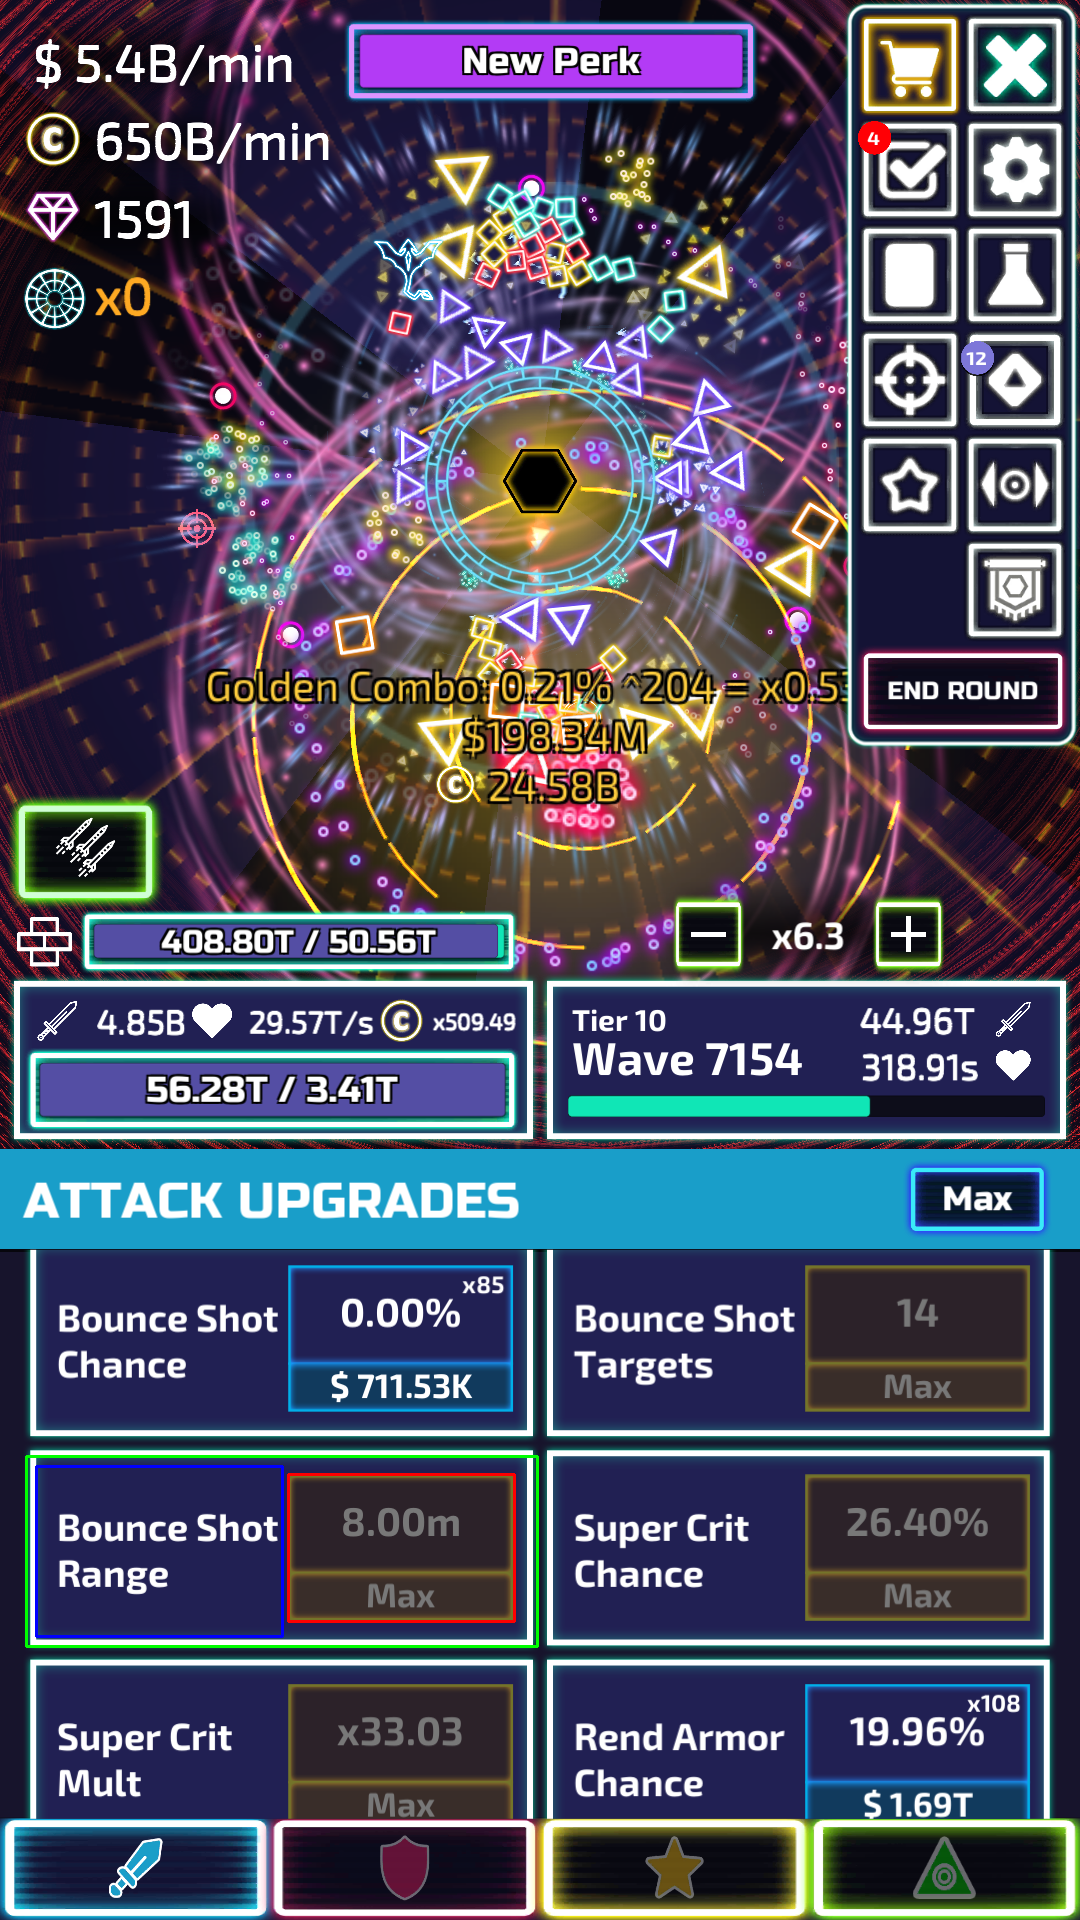 $ 5.4B/min
New Perk
C 650B/min
4
1591
x0
12
END ROUND
Golden Combo: 0.21% ^204 = x0.5
$198.34M
C 24.58B
408.80T / 50.56T
x6.3
4.85B 29.57T/s C x509.49
56.28T / 3.41T
Tier 10
44.96T
Wave 7154
318.91s
ATTACK UPGRADES
Max
Bounce Shot
Chance
x85
0.00%
$ 711.53K
Bounce Shot
Targets
14
Max
Bounce Shot
Range
8.00m
Max
Super Crit
Chance
26.40%
Max
Super Crit
Mult
x33.03
Max
Rend Armor
Chance
x108
19.96%
$ 1.69T